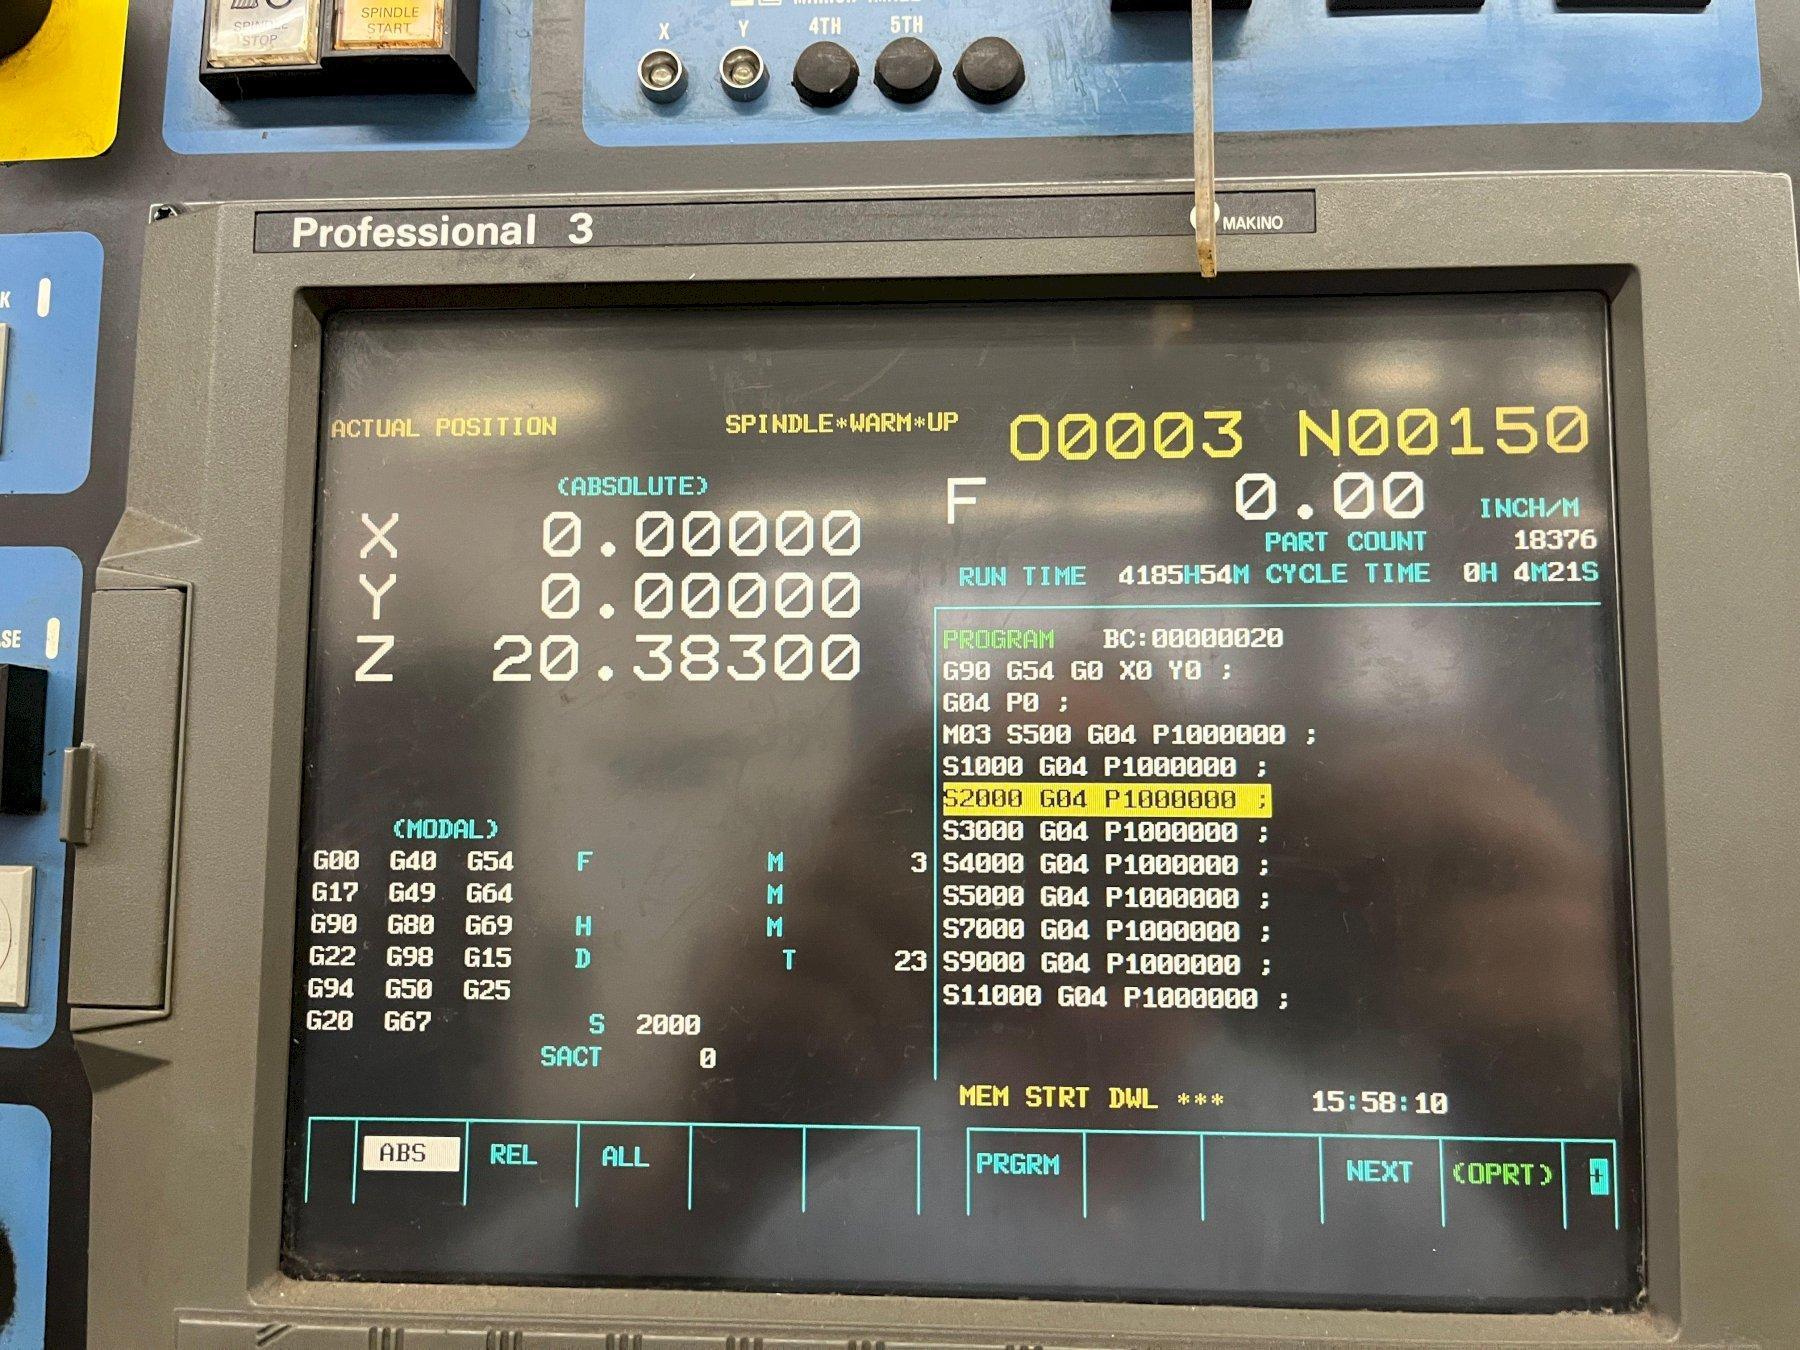 SPINDLE STOP
SPINDLE START
X Y 4TH 5TH
Professional 3
MAKINO
ACTUAL POSITION SPINDLE*WARM*UP O0003 N00150
(ABSOLUTE)
F 0.00 INCH/M
X 0.00000
PART COUNT 18376
RUN TIME 4185H54M CYCLE TIME 0H 4M21S
Y 0.00000
Z 20.38300
PROGRAM BC:00000020
G90 G54 G0 X0 Y0 ;
G04 P0 ;
M03 S500 G04 P1000000 ;
S1000 G04 P1000000 ;
S2000 G04 P1000000 ;
S3000 G04 P1000000 ;
S4000 G04 P1000000 ;
S5000 G04 P1000000 ;
S7000 G04 P1000000 ;
S9000 G04 P1000000 ;
S11000 G04 P1000000 ;
(MODAL)
G00 G40 G54 F M 3
G17 G49 G64 M
G90 G80 G69 H M
G22 G98 G15 D T 23
G94 G50 G25
G20 G67 S 2000
SACT 0
MEM STRT DWL *** 15:58:10
ABS REL ALL
PRGRM NEXT (OPRT) +